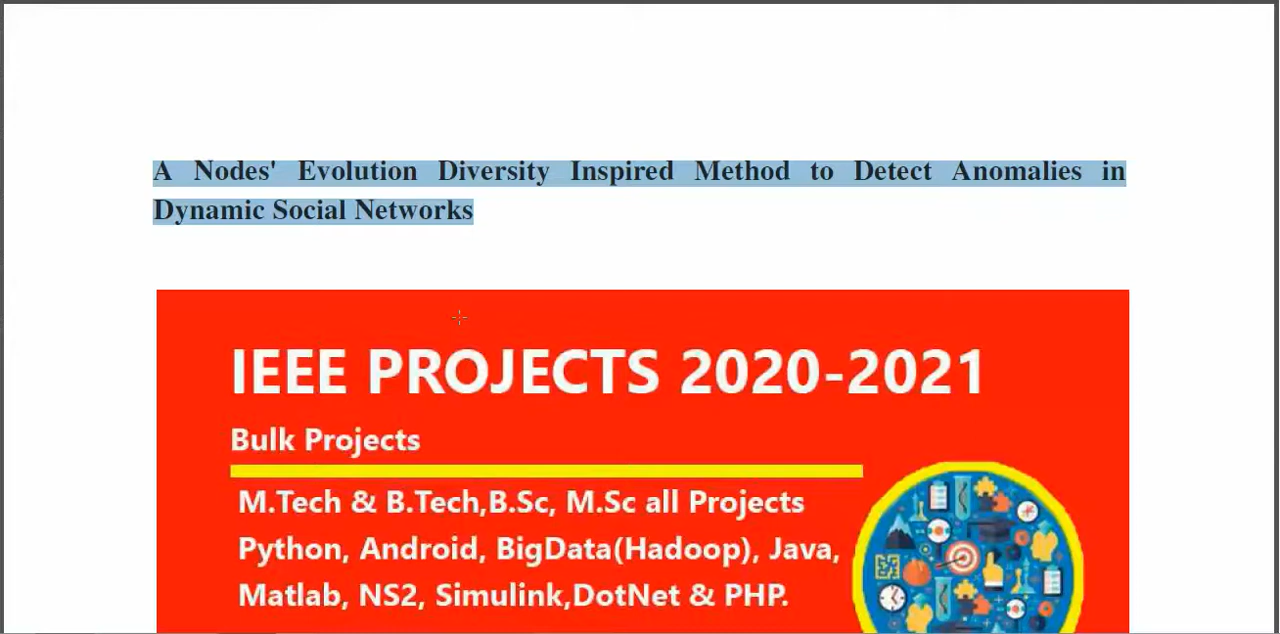 A Nodes' Evolution Diversity Inspired Method to Detect Anomalies in
Dynamic Social Networks
IEEE PROJECTS 2020-2021
Bulk Projects
M.Tech & B.Tech,B.Sc, M.Sc all Projects
Python, Android, BigData(Hadoop), Java,
Matlab, NS2, Simulink,DotNet & PHP.